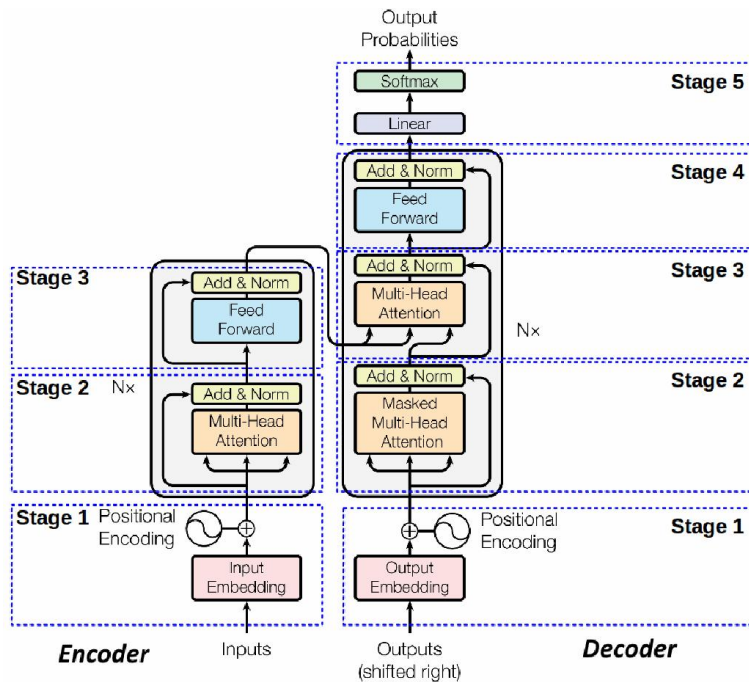 Output
Probabilities
Softmax
Stage 5
Linear
Add & Norm
Stage 4
Feed
Forward
Add & Norm
Stage 3
Multi-Head
Attention
Nx
Add & Norm
Stage 2
Masked
Multi-Head
Attention
Stage 3
Add & Norm
Feed
Forward
Stage 2
Nx
Add & Norm
Multi-Head
Attention
Stage 1
Positional
Encoding
Input
Embedding
Inputs
Encoder
Stage 1
Positional
Encoding
Output
Embedding
Outputs
(shifted right)
Decoder